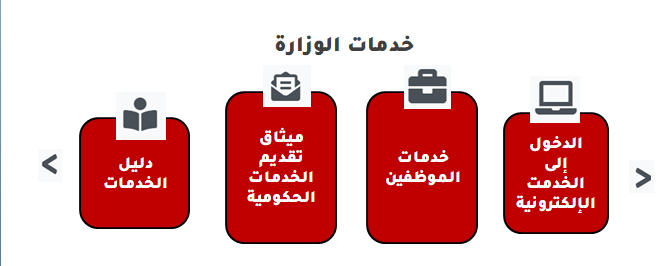 خدمات الوزارة
الدخول
إلى
الخدمت
الإلكترونية
خدمات
الموظفين
ميثاق
تقديم
الخدمات
الحكومية
دليل
الخدمات